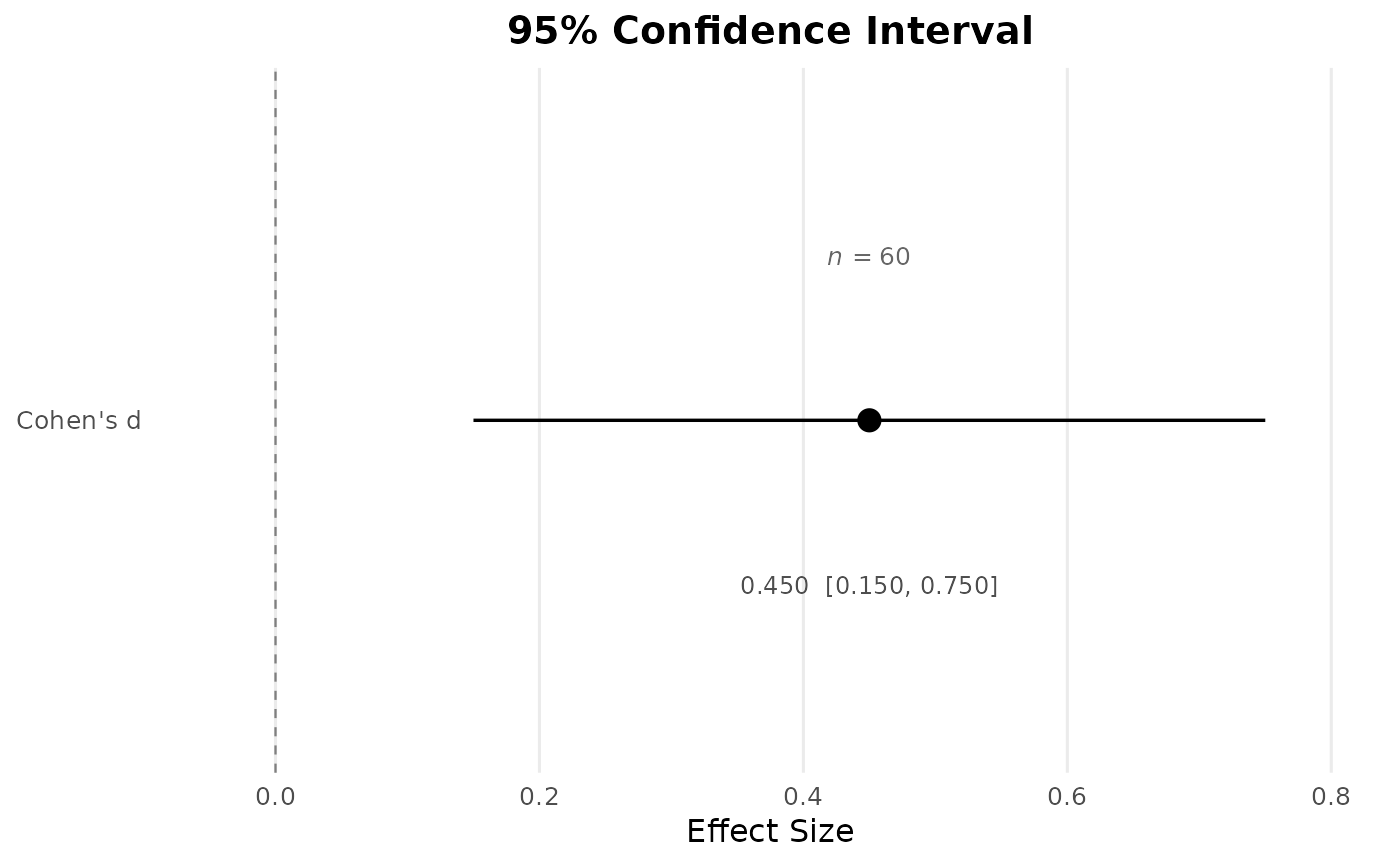 95% Confidence Interval
n = 60
Cohen's d
0.450  [0.150, 0.750]
0.0 0.2 0.4 0.6 0.8
Effect Size